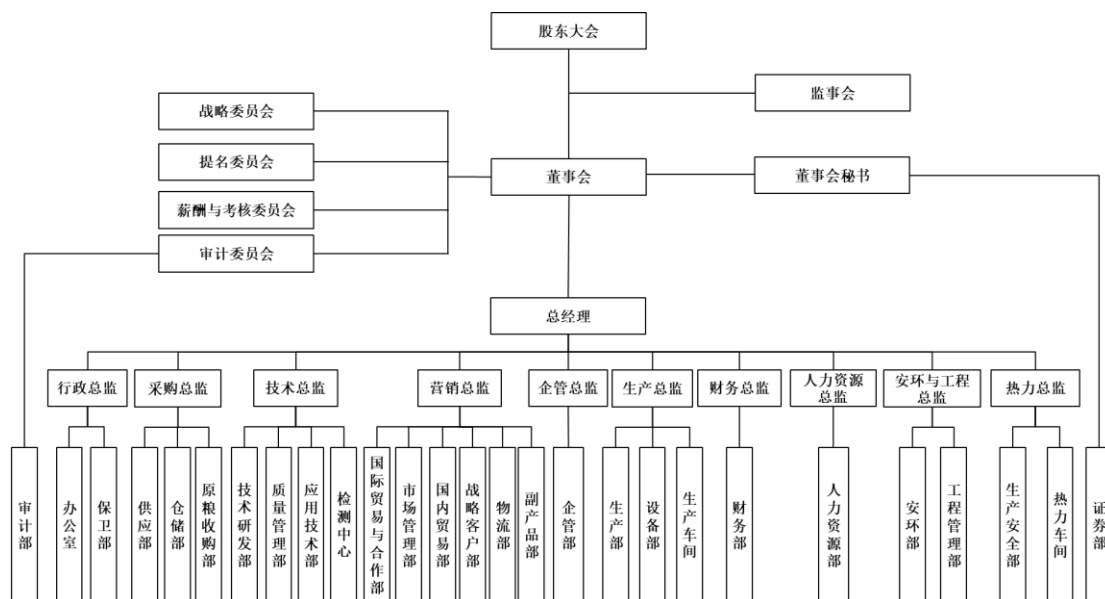 股东大会
监事会
战略委员会
提名委员会
董事会
董事会秘书
薪酬与考核委员会
审计委员会
总经理
行政总监
采购总监
技术总监
营销总监
企管总监
生产总监
财务总监
人力资源
总监
安环与工程
总监
热力总监
审计部
办公室
保卫部
供应部
仓储部
原粮收购部
技术研发部
质量管理部
应用技术部
检测中心
国际贸易与合作部
市场管理部
国内贸易部
战略客户部
物流部
副产品部
企管部
生产部
设备部
生产车间
财务部
人力资源部
安环部
工程管理部
生产安全部
热力车间
证券部